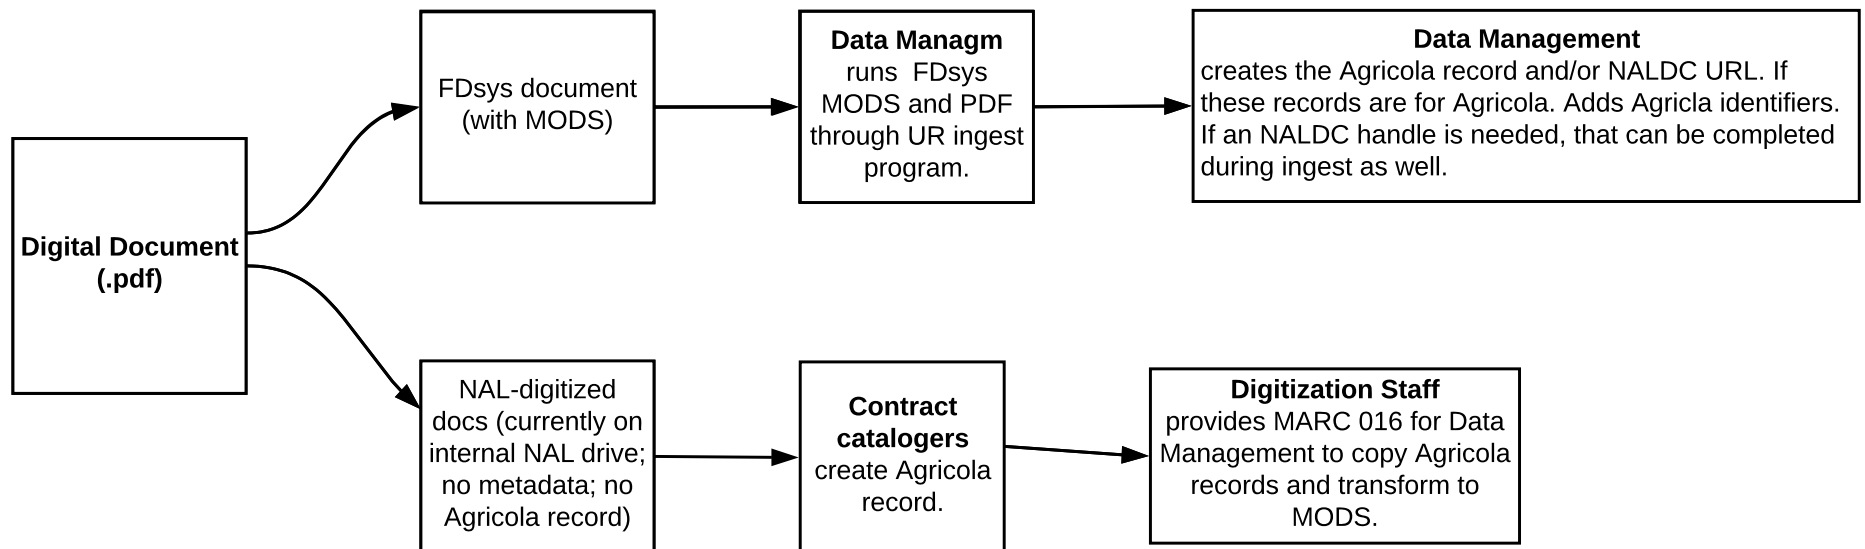 Digital Document
(.pdf)
FDsys document
(with MODS)
Data Managm
runs  FDsys
MODS and PDF
through UR ingest
program.
Data Management
creates the Agricola record and/or NALDC URL. If
these records are for Agricola. Adds Agricla identifiers.
If an NALDC handle is needed, that can be completed
during ingest as well.
NAL-digitized
docs (currently on
internal NAL drive;
no metadata; no
Agricola record)
Contract
catalogers
create Agricola
record.
Digitization Staff
provides MARC 016 for Data
Management to copy Agricola
records and transform to
MODS.